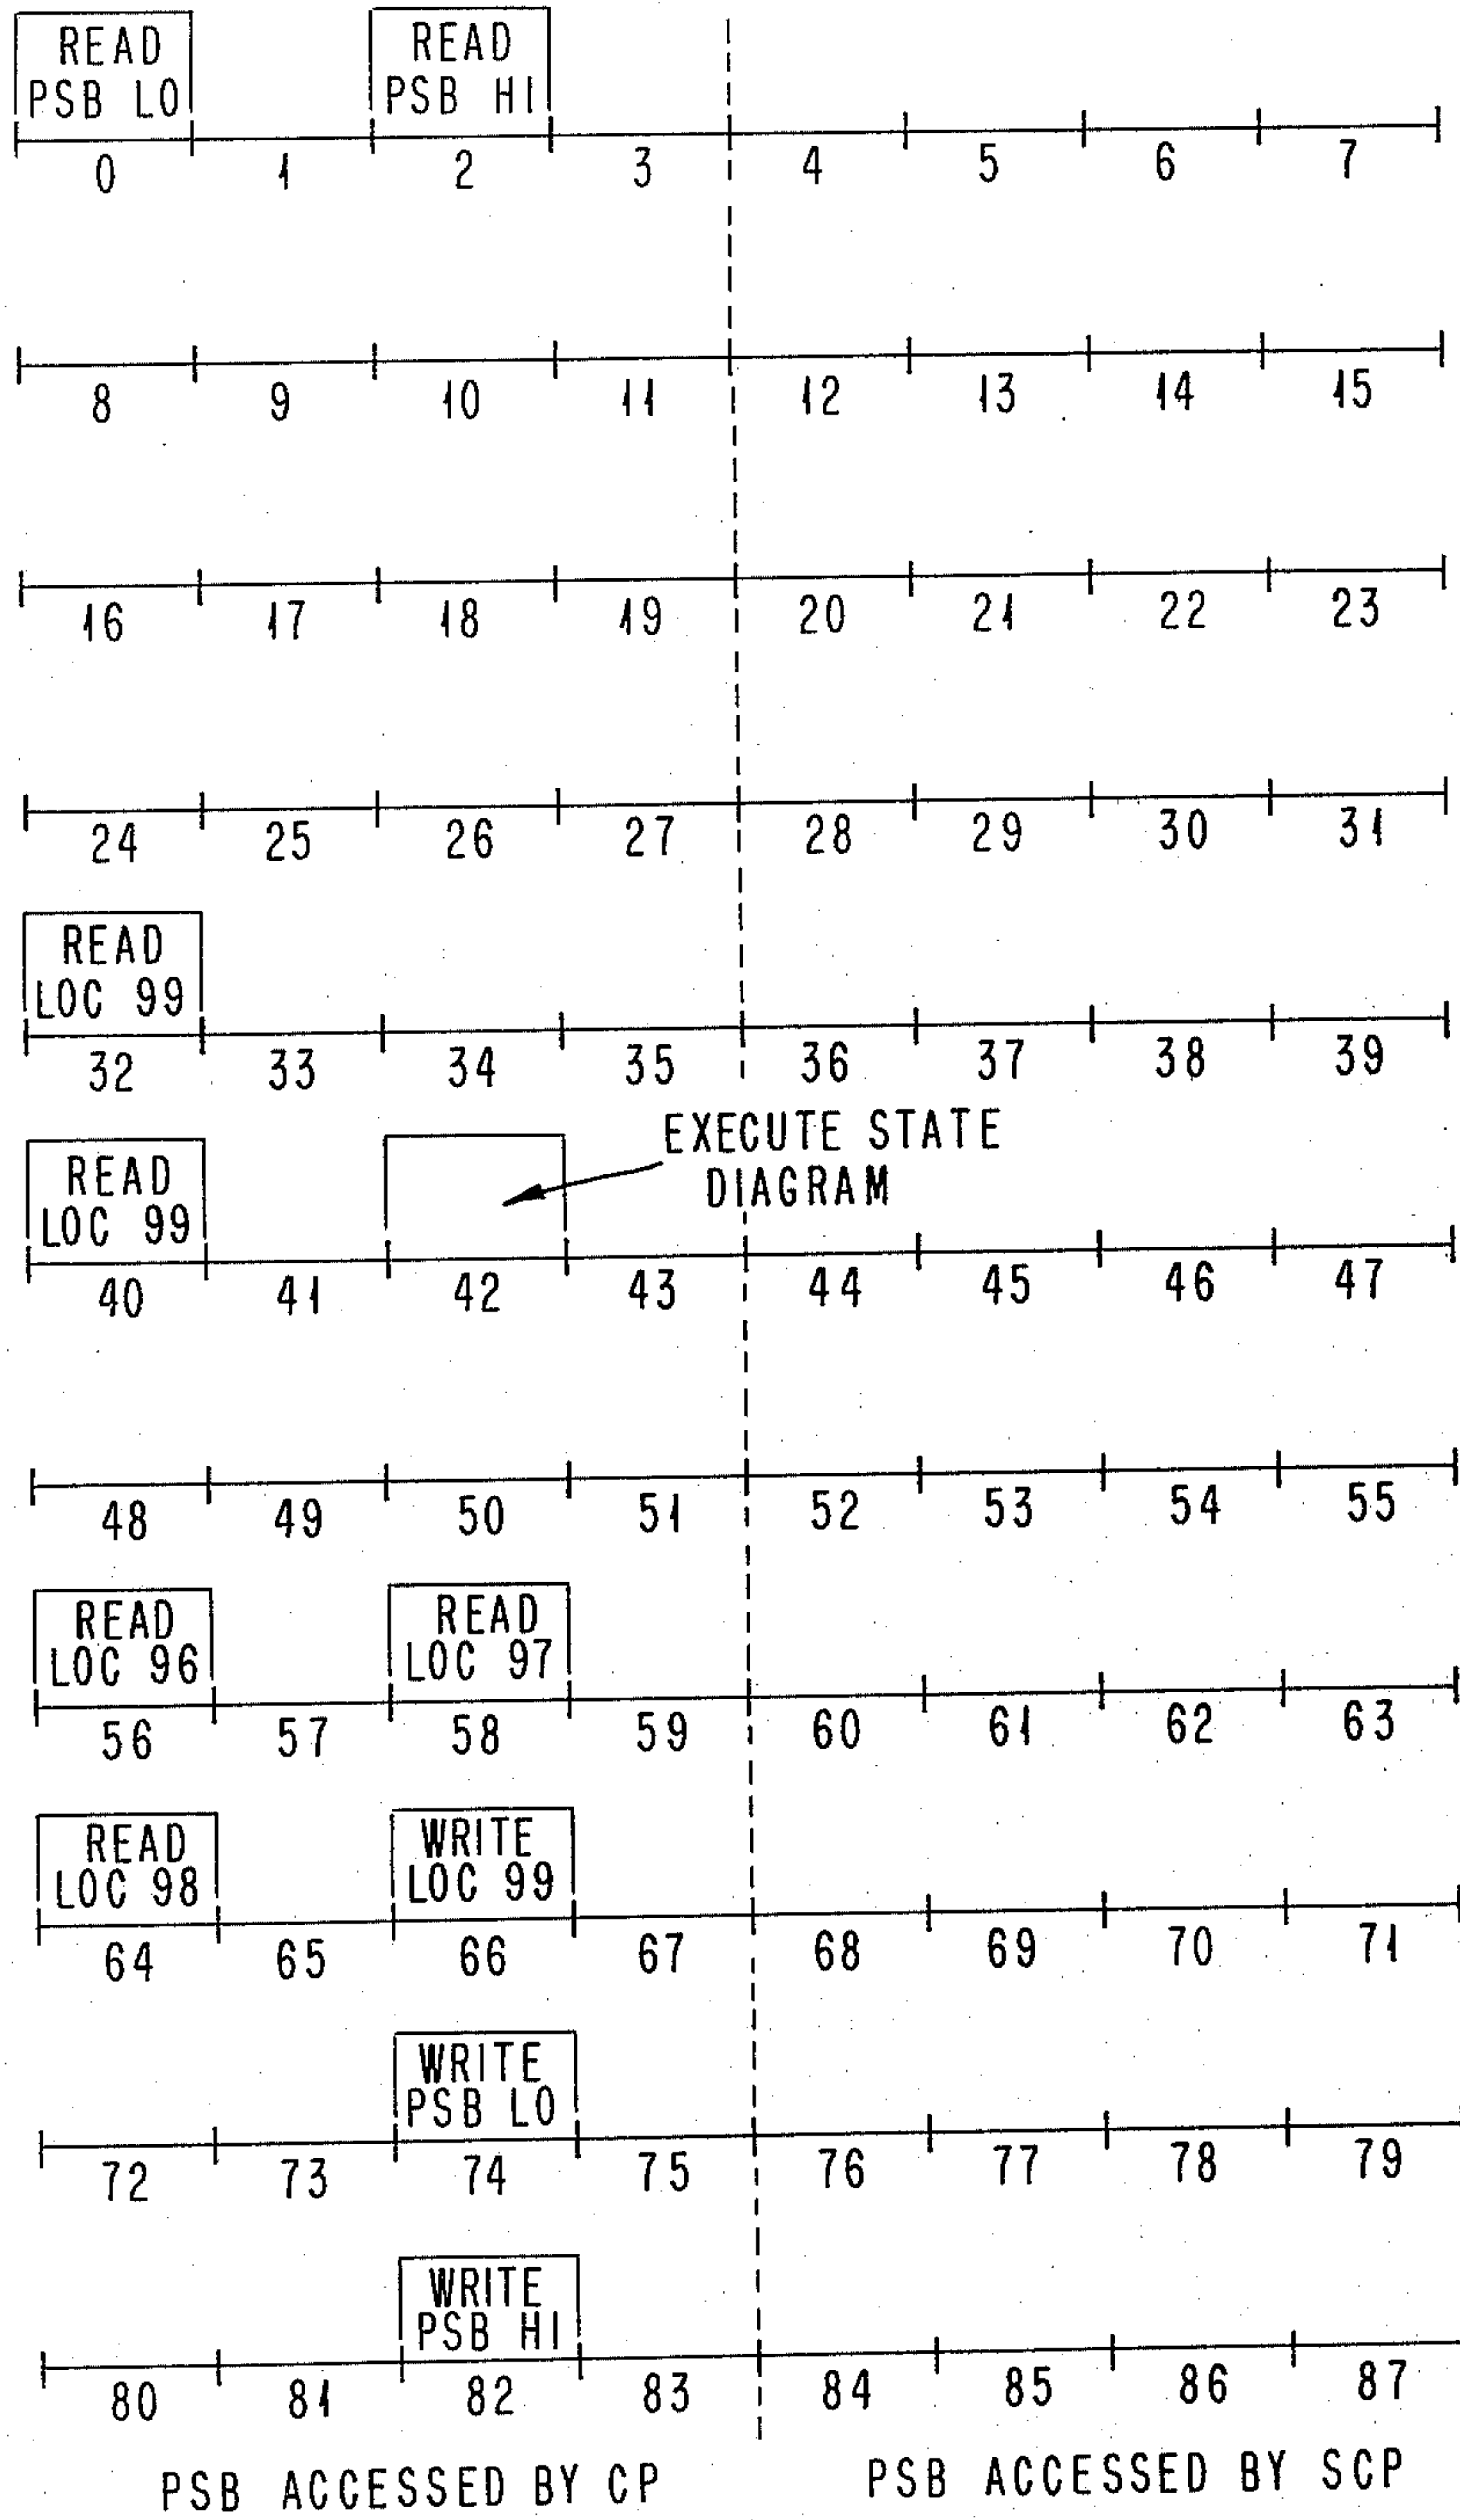 READ READ
PSB LO PSB HI
0 1 2 3 4 5 6 7
8 9 10 11 12 13 14 15
16 17 18 19 20 21 22 23
24 25 26 27 28 29 30 31
READ
LOC 99
32 33 34 35 36 37 38 39
EXECUTE STATE
DIAGRAM
READ
LOC 99
40 41 42 43 44 45 46 47
48 49 50 51 52 53 54 55
READ READ
LOC 96 LOC 97
56 57 58 59 60 61 62 63
READ WRITE
LOC 98 LOC 99
64 65 66 67 68 69 70 71
WRITE
PSB LO
72 73 74 75 76 77 78 79
WRITE
PSB HI
80 81 82 83 84 85 86 87
PSB ACCESSED BY CP PSB ACCESSED BY SCP